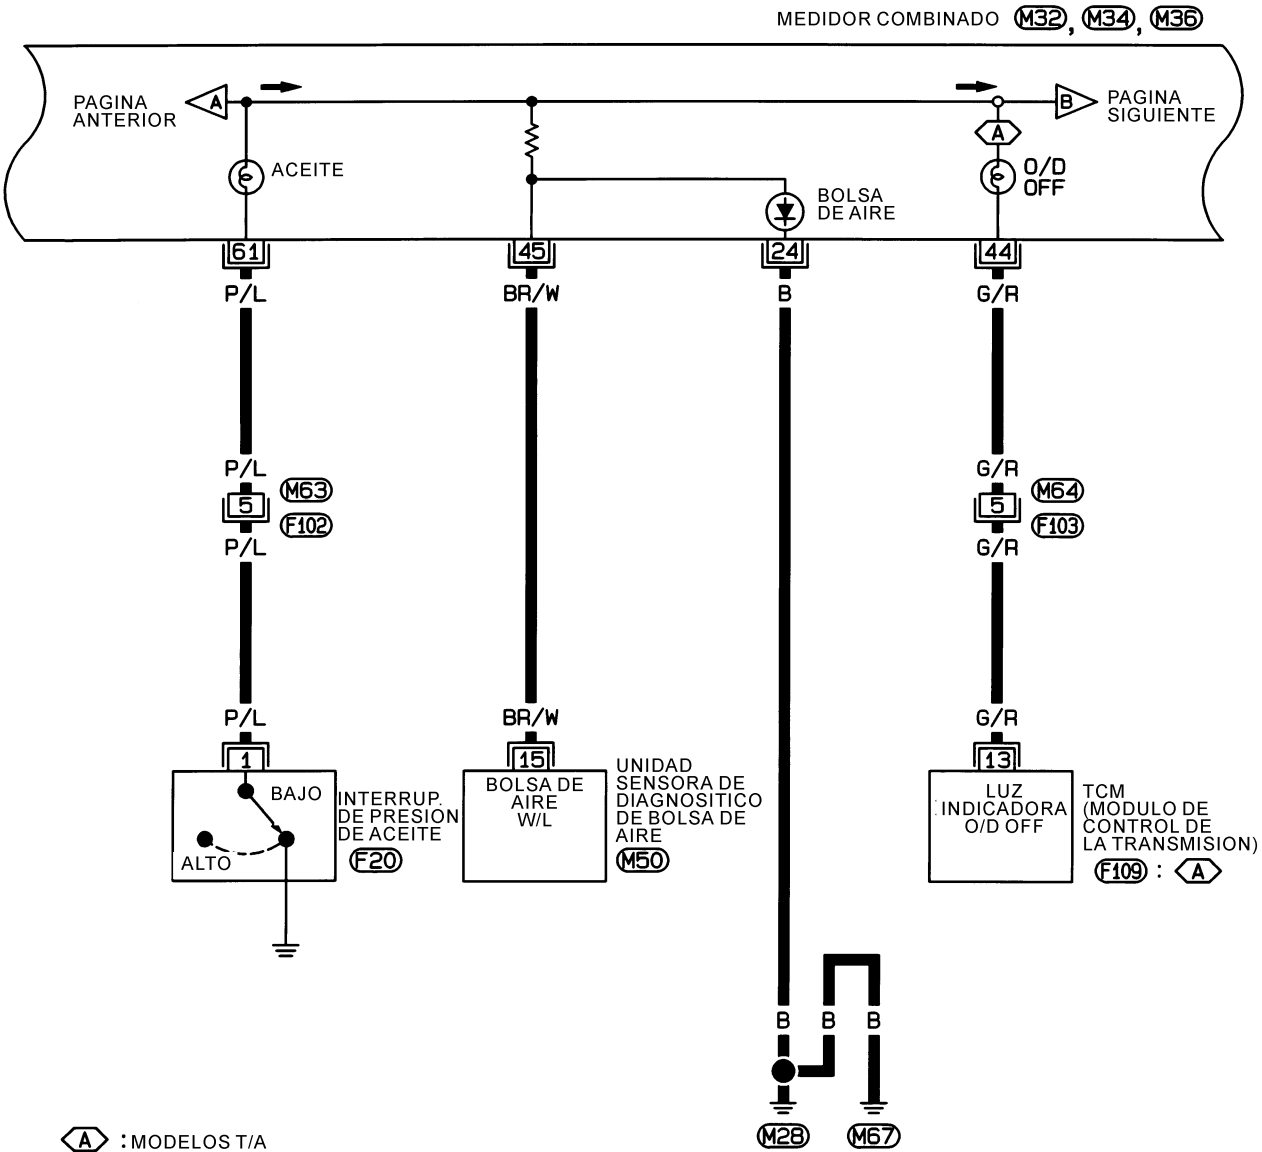 MEDIDOR COMBINADO M32, M34, M36
PAGINA
ANTERIOR
A
B
PAGINA
SIGUIENTE
A
ACEITE
O/D
OFF
BOLSA
DE AIRE
61
45
24
44
P/L
BR/W
B
G/R
P/L
G/R
M63
M64
5
5
F102
F103
P/L
G/R
P/L
BR/W
G/R
1
15
13
BAJO
ALTO
INTERRUP.
DE PRESION
DE ACEITE
F20
BOLSA DE
AIRE
W/L
UNIDAD
SENSORA DE
DIAGNOSITICO
DE BOLSA DE
AIRE
M50
LUZ
INDICADORA
O/D OFF
TCM
(MODULO DE
CONTROL DE
LA TRANSMISION)
F109 : A
B B B
M28 M67
A : MODELOS T/A